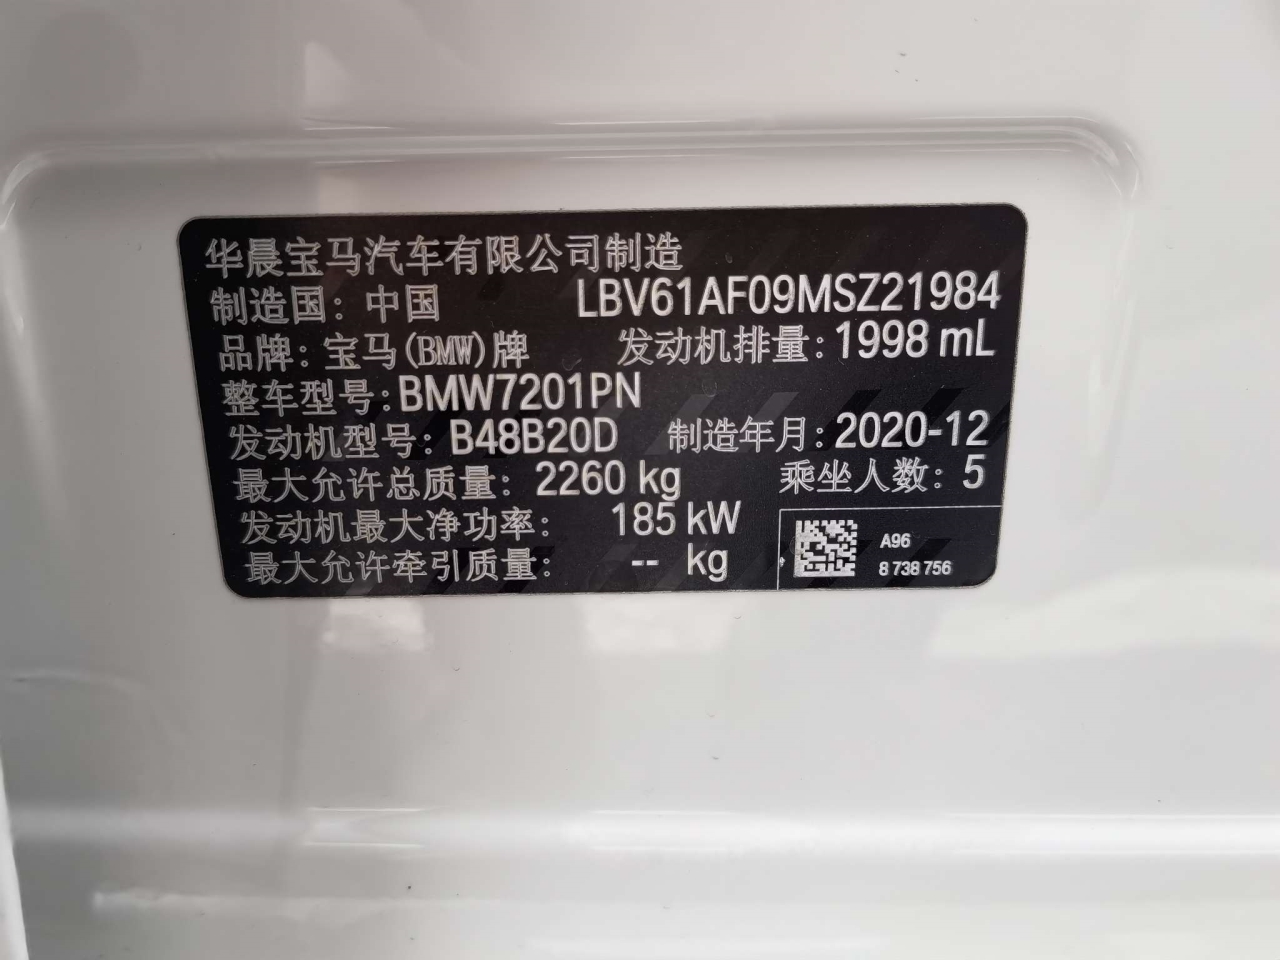 华晨宝马汽车有限公司制造
制造国: 中国 LBV61AF09MSZ21984
品牌: 宝马(BMW)牌 发动机排量: 1998 mL
整车型号: BMW7201PN
发动机型号: B48B20D 制造年月: 2020-12
最大允许总质量: 2260 kg 乘坐人数: 5
发动机最大净功率: 185 kW
最大允许牵引质量: -- kg
A96
8 738 756